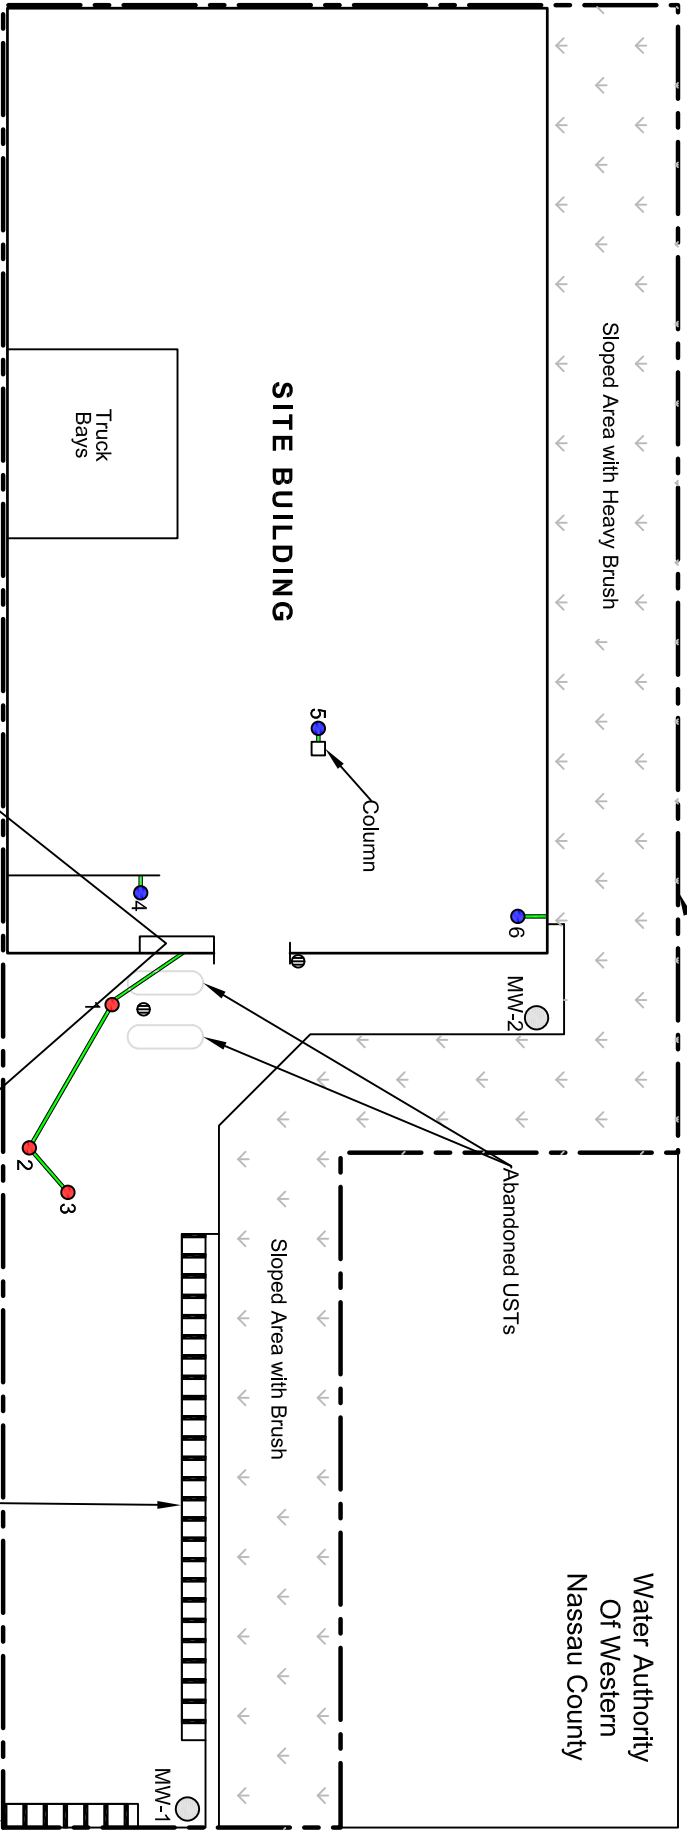 Sloped Area with Heavy Brush
SITE BUILDING
Truck
Bays
5
Column
4
6
MW-2
1
2
3
Abandoned USTs
Sloped Area with Brush
Water Authority
Of Western
Nassau County
MW-1